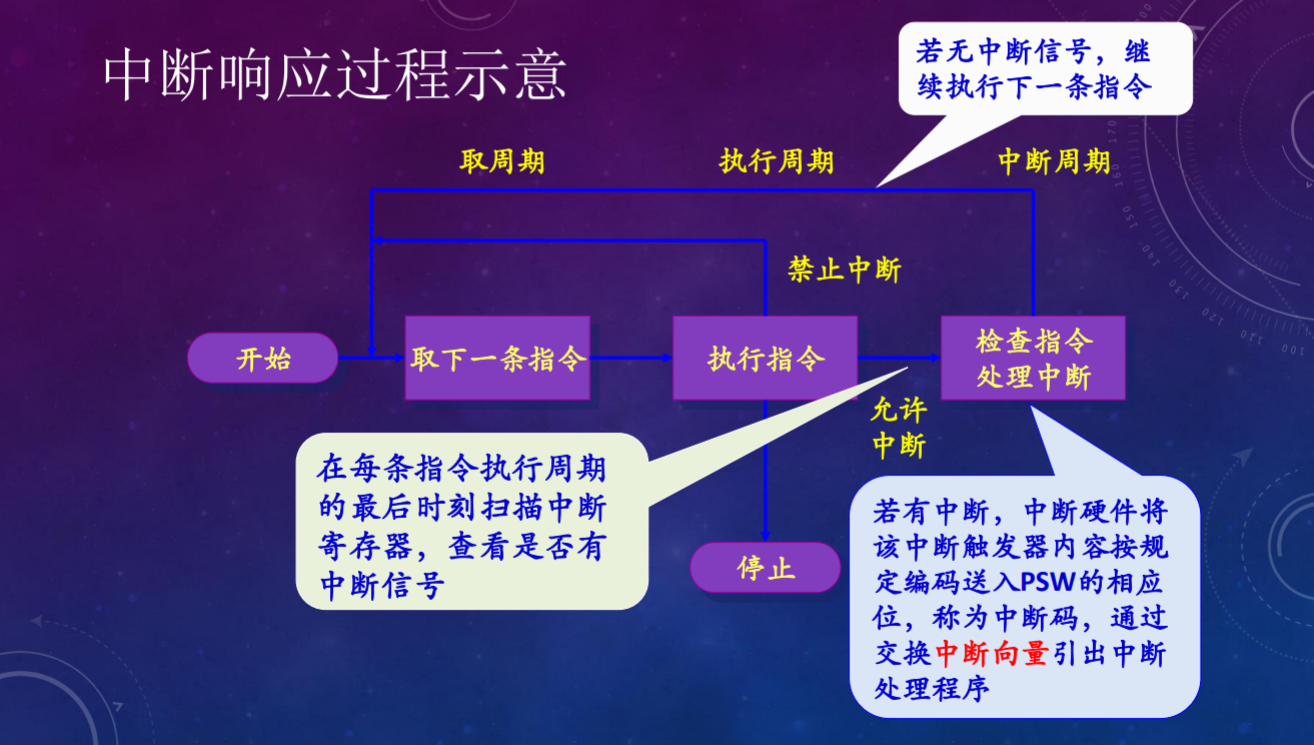 中断响应过程示意
若无中断信号，继
续执行下一条指令
取周期
执行周期
中断周期
禁止中断
开始
取下一条指令
执行指令
检查指令
处理中断
允许
中断
在每条指令执行周期
的最后时刻扫描中断
寄存器，查看是否有
中断信号
停止
若有中断，中断硬件将
该中断触发器内容按规
定编码送入PSW的相应
位，称为中断码，通过
交换中断向量引出中断
处理程序
170
150
140
130
120
110
100